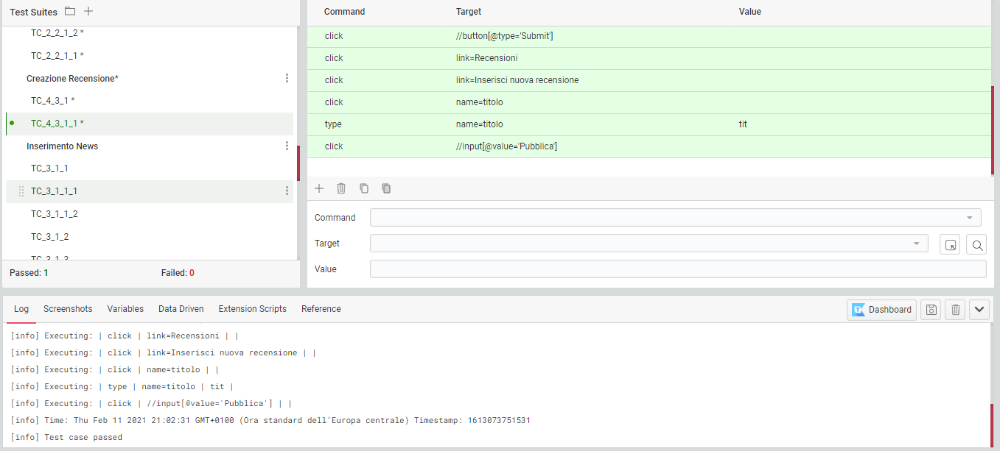 Test Suites
TC_2_2_1_2 *
TC_2_2_1_1 *
Creazione Recensione*
TC_4_3_1 *
TC_4_3_1_1 *
Inserimento News
TC_3_1_1
TC_3_1_1_1
TC_3_1_1_2
TC_3_1_2
TC_3_1_3
Passed: 1 Failed: 0
Command Target Value
click //button[@type='Submit']
click link=Recensioni
click link=Inserisci nuova recensione
click name=titolo
type name=titolo tit
click //input[@value='Pubblica']
Command
Target
Value
Log Screenshots Variables Data Driven Extension Scripts Reference Dashboard
[info] Executing: | click | link=Recensioni | |
[info] Executing: | click | link=Inserisci nuova recensione | |
[info] Executing: | click | name=titolo | |
[info] Executing: | type | name=titolo | tit |
[info] Executing: | click | //input[@value='Pubblica'] | |
[info] Time: Thu Feb 11 2021 21:02:31 GMT+0100 (Ora standard dell'Europa centrale) Timestamp: 1613073751531
[info] Test case passed